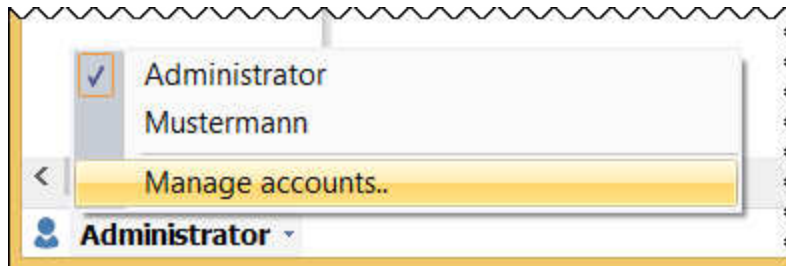 Administrator
Mustermann
Manage accounts..
Administrator